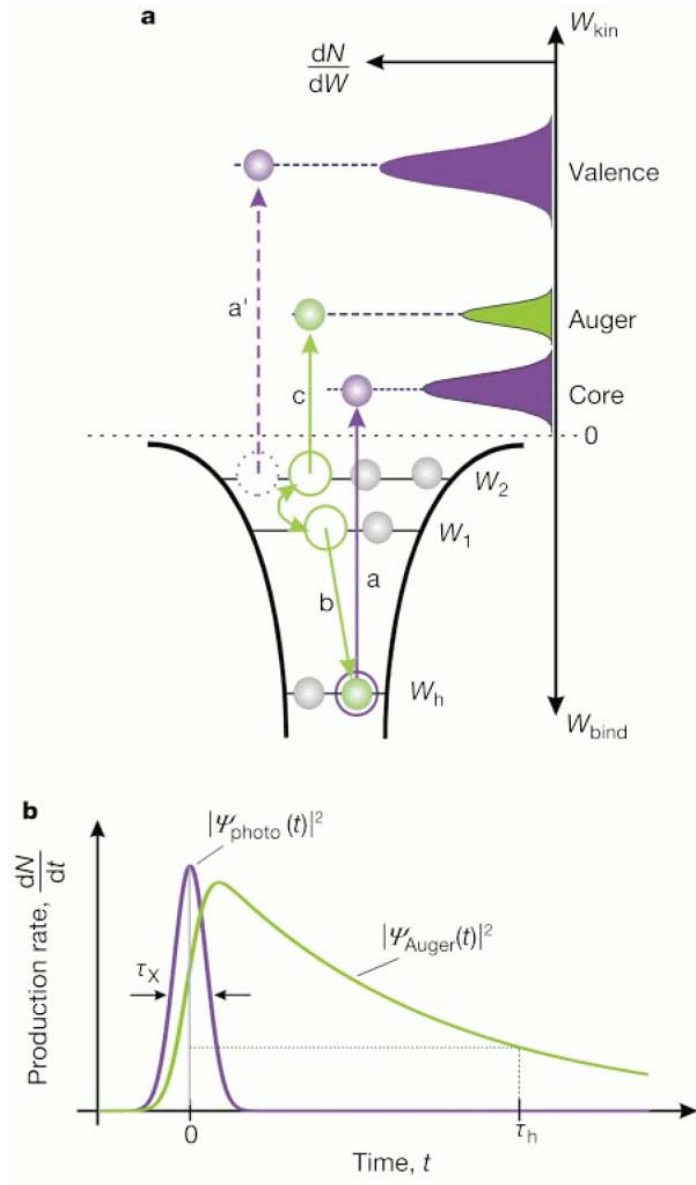 a
W_kin
dN
dW
Valence
a'
Auger
c
Core
0
W_2
W_1
a
b
W_h
W_bind
b
|Ψ_photo (t)|²
Production rate, dN/dt
|Ψ_Auger(t)|²
τ_X
0
τ_h
Time, t